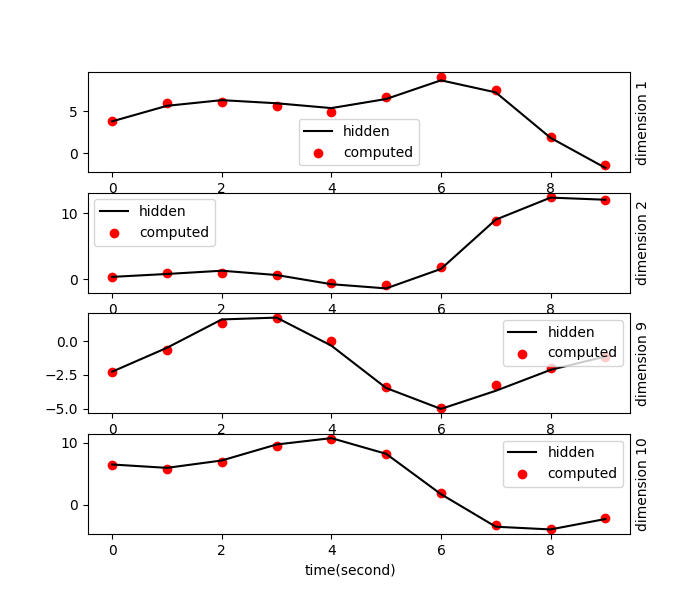 5
0
hidden
computed
dimension 1
0 2 4 6 8
10
0
hidden
computed
dimension 2
0 2 4 6 8
0.0
−2.5
−5.0
hidden
computed
dimension 9
0 2 4 6 8
10
0
hidden
computed
dimension 10
0 2 4 6 8
time(second)